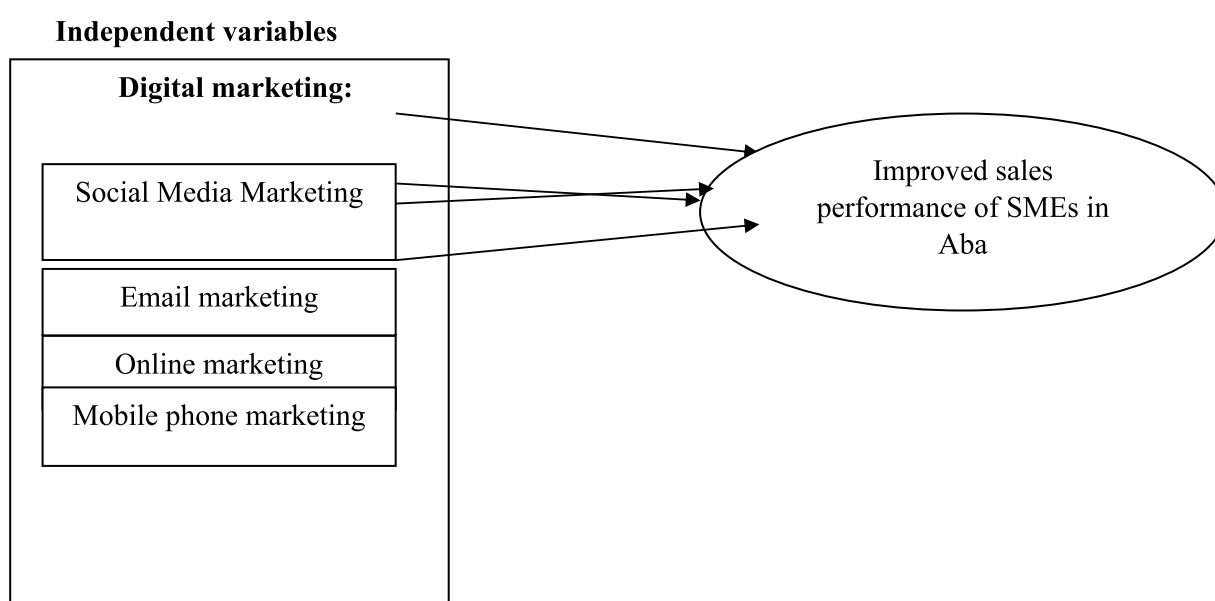 Independent variables
Digital marketing:
Social Media Marketing
Email marketing
Online marketing
Mobile phone marketing
Improved sales
performance of SMEs in
Aba